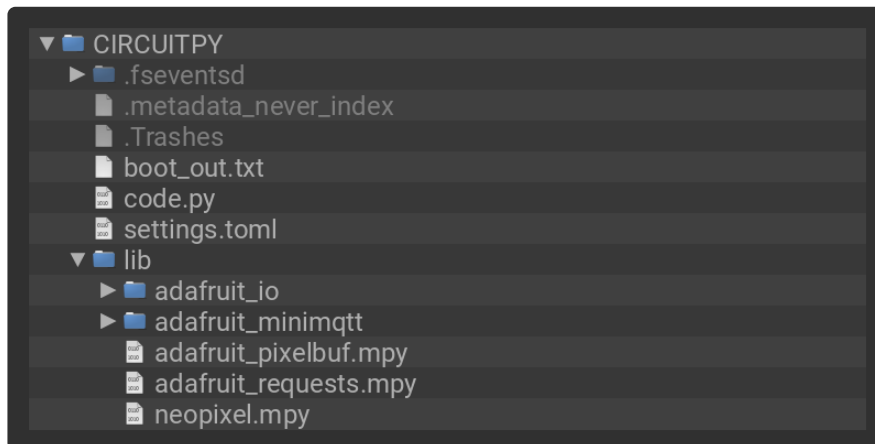 CIRCUITPY
.fseventsd
.metadata_never_index
.Trashes
boot_out.txt
code.py
settings.toml
lib
adafruit_io
adafruit_minimqtt
adafruit_pixelbuf.mpy
adafruit_requests.mpy
neopixel.mpy